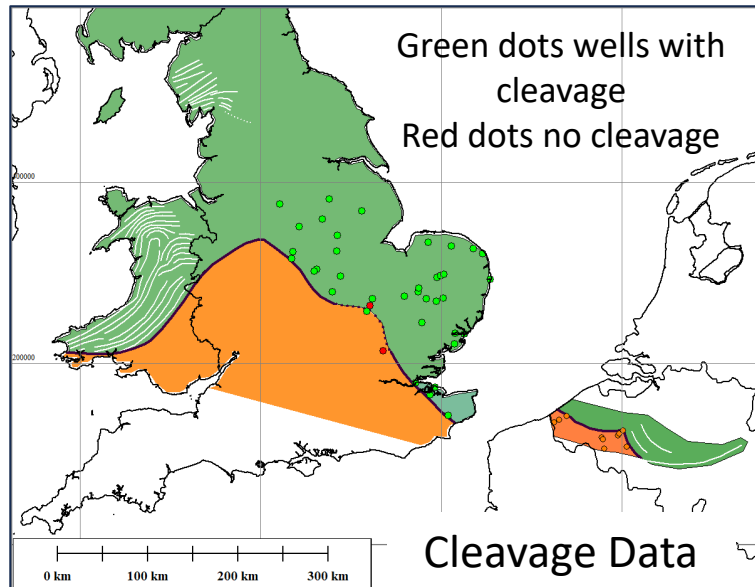 Green dots wells with
cleavage
Red dots no cleavage
00000
200000
Cleavage Data
0 km
100 km
200 km
300 km